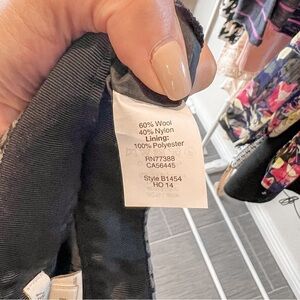 60% Wool
40% Nylon
Lining:
100% Polyester
RN77388
CA56445
Style B1454
HO 14